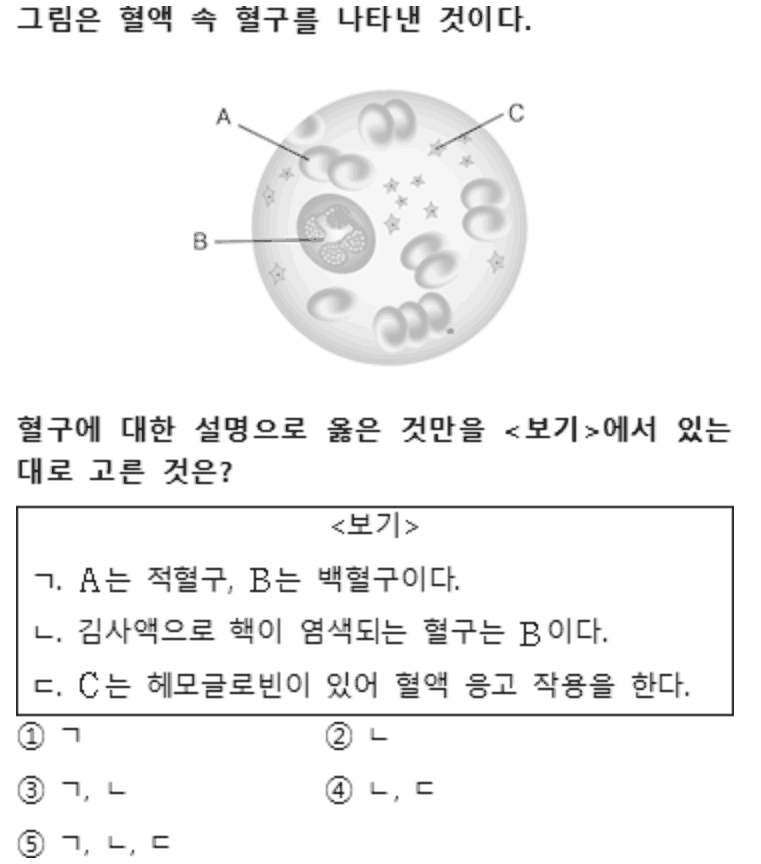 그림은 혈액 속 혈구를 나타낸 것이다.
A
C
B
혈구에 대한 설명으로 옳은 것만을 <보기>에서 있는
대로 고른 것은?
<보기>
ㄱ. A는 적혈구, B는 백혈구이다.
ㄴ. 김사액으로 핵이 염색되는 혈구는 B이다.
ㄷ. C는 헤모글로빈이 있어 혈액 응고 작용을 한다.
① ㄱ ② ㄴ
③ ㄱ, ㄴ ④ ㄴ, ㄷ
⑤ ㄱ, ㄴ, ㄷ